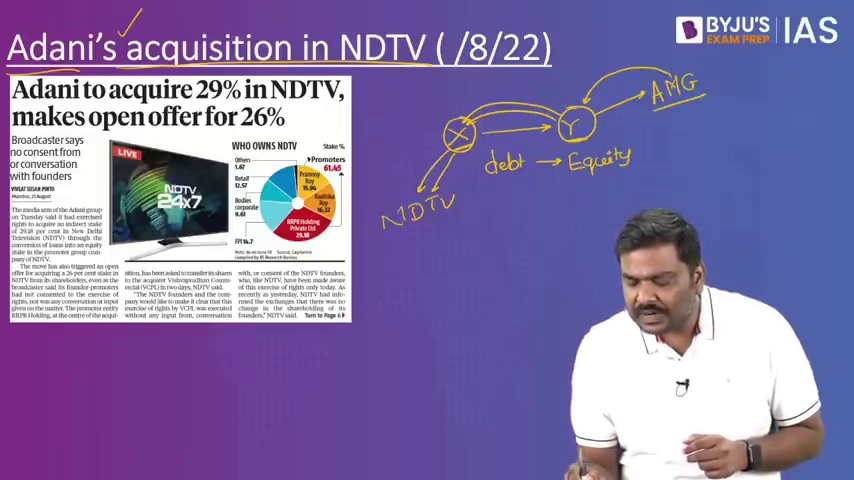 Adani's acquisition in NDTV ( /8/22)
BYJU'S
EXAM PREP
IAS
Adani to acquire 29% in NDTV,
makes open offer for 26%
Broadcaster says
no consent from
or conversation
with founders
VIVEAT SUSAN PINTO
Mumbai, 23 August
The media arm of the Adani group
on Tuesday said it had exercised
rights to acquire an indirect stake
of 29.18 per cent in New Delhi
Television (NDTV) through the
conversion of loans into an equity
stake in the promoter group com-
pany of NDTV.
The move has also triggered an open
offer for acquiring a 26 per cent stake in
NDTV from its shareholders, even as the
broadcaster said its founder-promoters
had not consented to the exercise of
rights, nor was any conversation or input
given on the matter. The promoter entity
RRPR Holding, at the centre of the acqui-
LIVE
NDTV
24x7
WHO OWNS NDTV
Stake %
Others
1.67
Retail
12.57
Bodies
corporate
9.61
FPI 14.7
Promoters
61.45
Prannoy
Roy
15.94
Radhika
Roy
16.32
RRPR Holding
Private Ltd
29.18
Note: As on June 30 Source: Capitaline
Compiled by BS Research Bureau
sition, has been asked to transfer its shares
to the acquirer Vishvapradhan Comm-
ercial (VCPL) in two days, NDTV said.
"The NDTV founders and the com-
pany would like to make it clear that this
exercise of rights by VCPL was executed
without any input from, conversation
with, or consent of the NDTV founders,
who, like NDTV, have been made
aware of this exercise of rights only today. As
recently as yesterday, NDTV had infor-
med the exchanges that there was no
change in the shareholding of its
founders," NDTV said. Turn to Page 6
X
Y
AMG
debt → Equity
NDTV